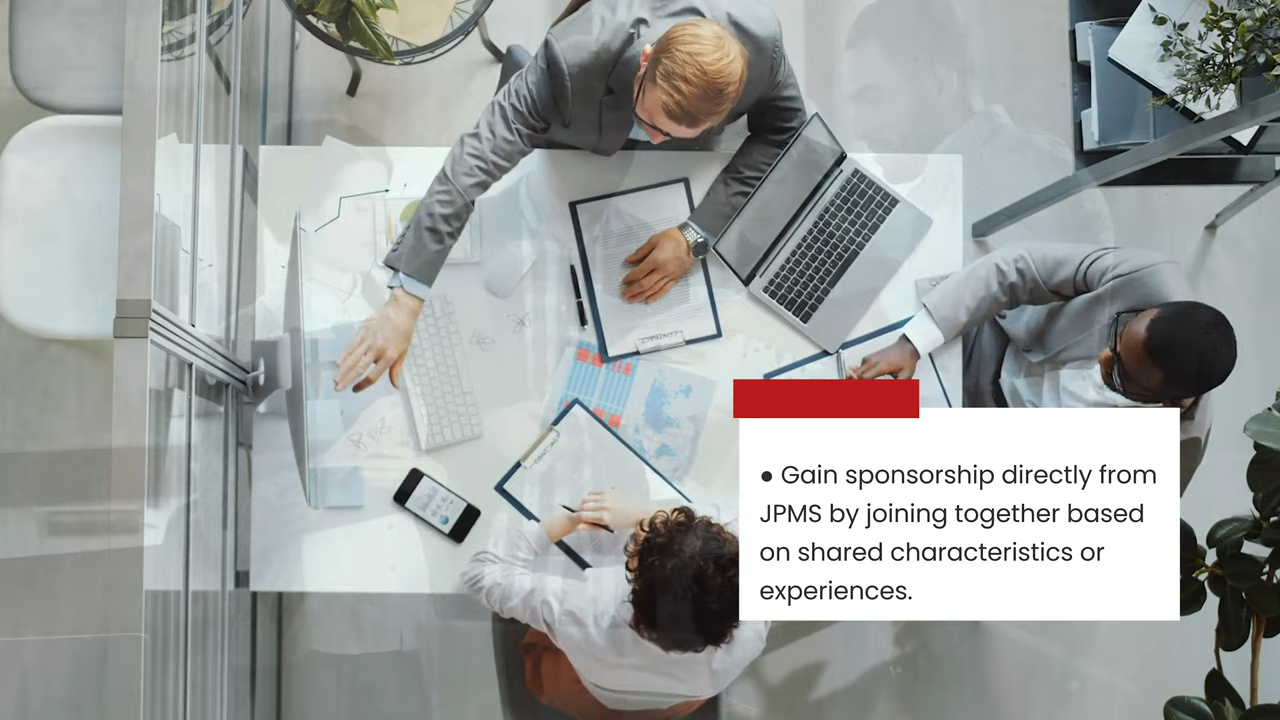 ● Gain sponsorship directly from
JPMS by joining together based
on shared characteristics or
experiences.